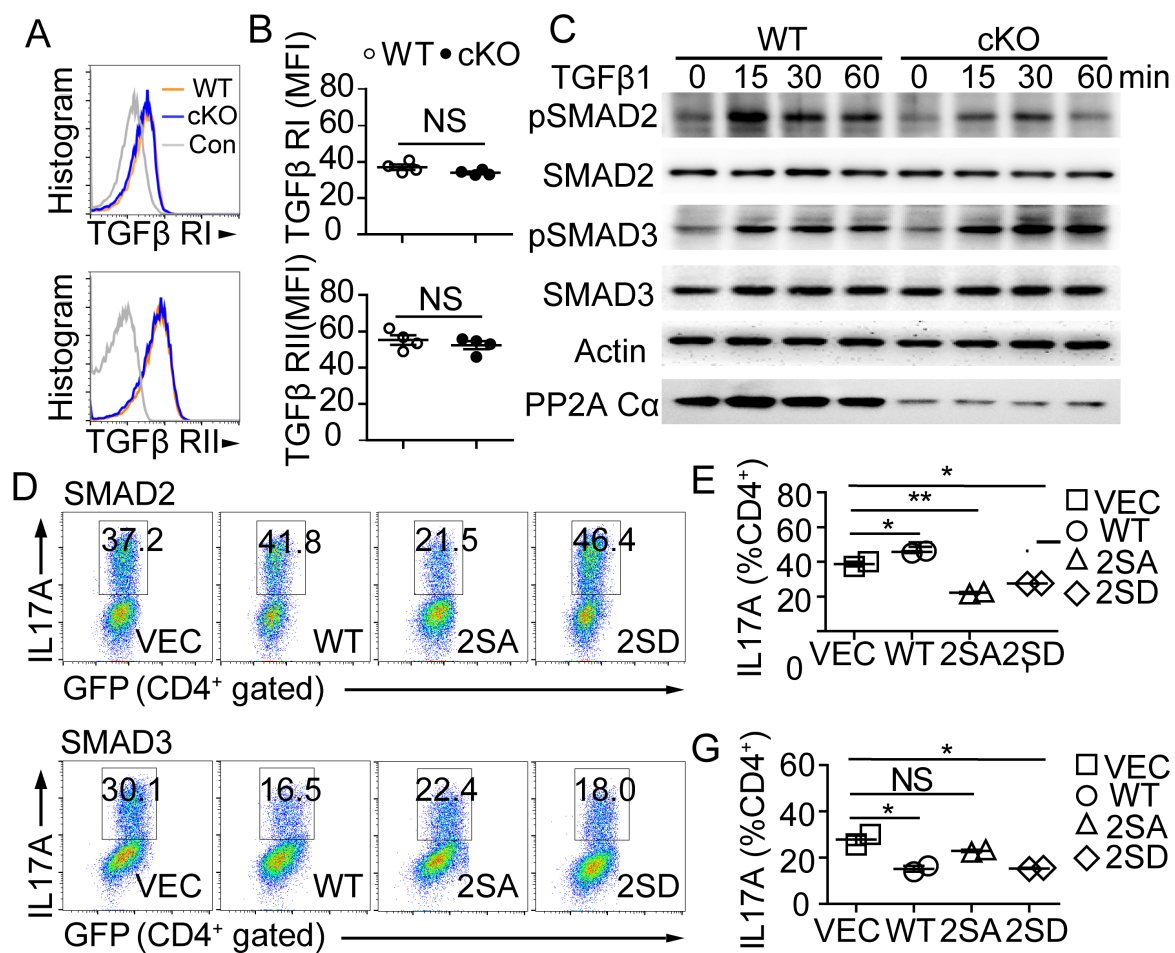 A
Histogram
WT
cKO
Con
TGFβ RI
Histogram
TGFβ RII
B
WT cKO
TGFβ RI (MFI)
80
60
40
20
0
NS
TGFβ RII(MFI)
80
60
40
20
0
NS
C
WT cKO
TGFβ1 0 15 30 60 0 15 30 60 min
pSMAD2
SMAD2
pSMAD3
SMAD3
Actin
PP2A Cα
D
SMAD2
IL17A
37.2 41.8 21.5 46.4
VEC WT 2SA 2SD
GFP (CD4⁺ gated)
SMAD3
IL17A
30.1 16.5 22.4 18.0
VEC WT 2SA 2SD
GFP (CD4⁺ gated)
E
IL17A (%CD4⁺)
80
60
40
20
0
*
**
*
VEC WT 2SA 2SD
VEC
WT
2SA
2SD
G
IL17A (%CD4⁺)
60
40
20
0
*
NS
*
VEC WT 2SA 2SD
VEC
WT
2SA
2SD